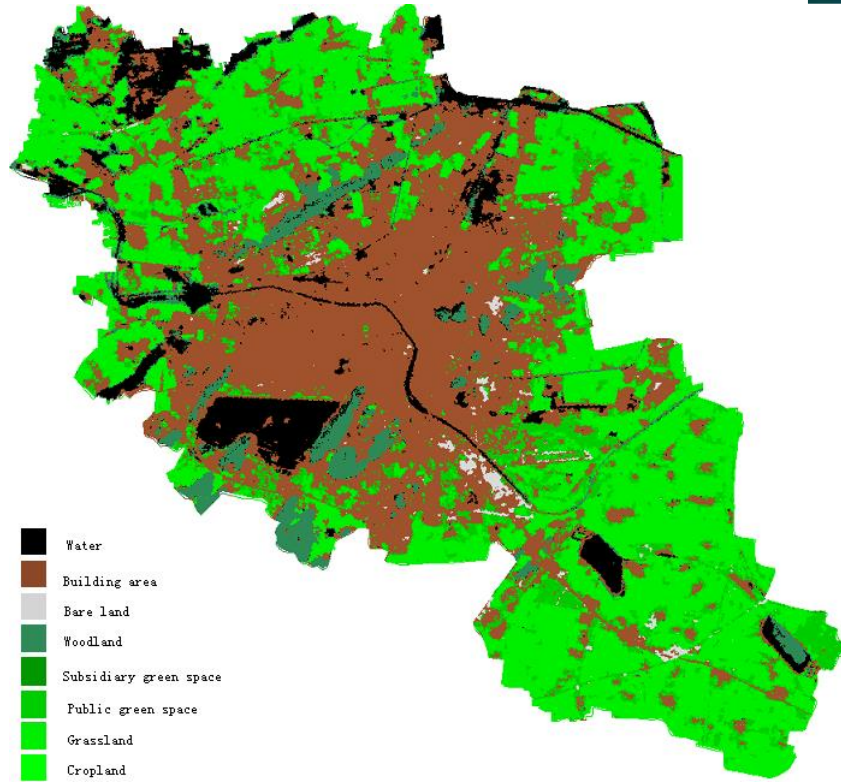 Water
Building area
Bare land
Woodland
Subsidiary green space
Public green space
Grassland
Cropland